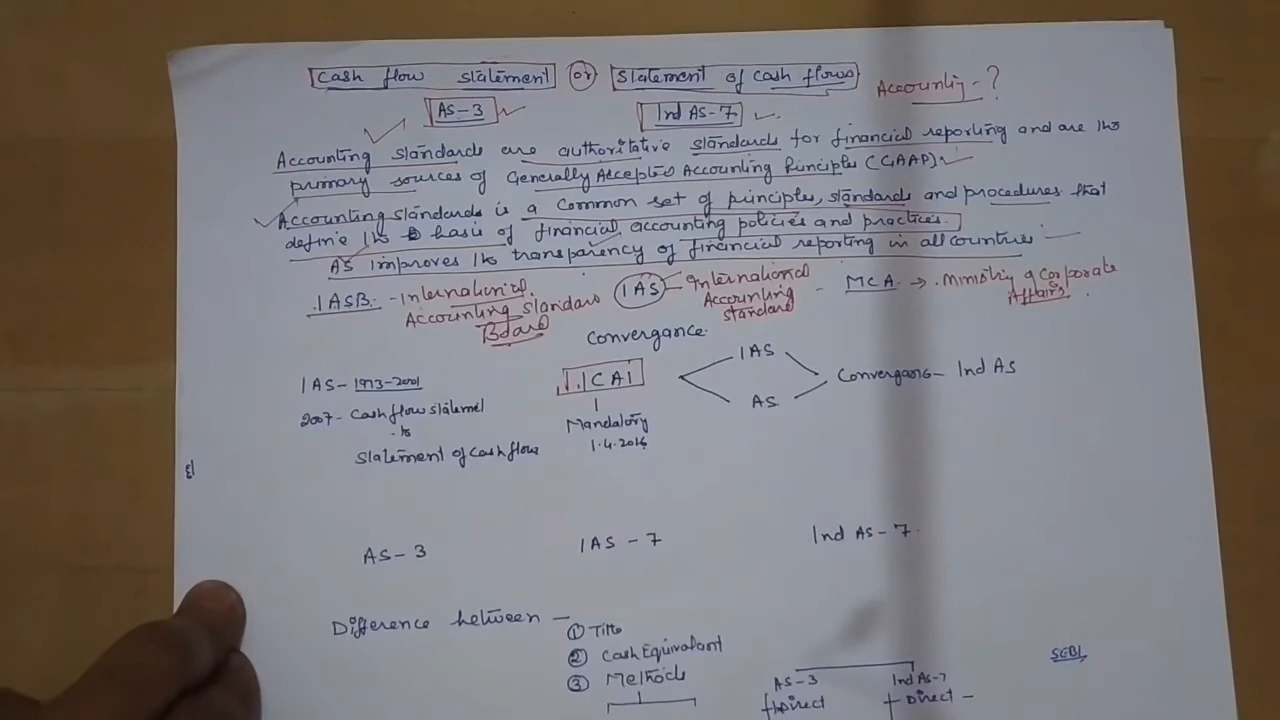 Cash flow statement or Statement of cash flows
Accounting - ?
AS-3 Ind AS-7
Accounting standards are authoritative standards for financial reporting and are the
primary sources of Generally Accepted Accounting Principles (GAAP)
Accounting standards is a common set of principles, standards and procedures that
define the basis of financial accounting policies and practices.
AS improves the transparency of financial reporting in all countries
IASB - International Accounting Standard Board
IAS - International Accounting Standard
MCA → Ministry of Corporate Affairs
Convergance
IAS - 1973-2001
ICAI
IAS
AS
Convergance - Ind AS
2007 - Cash flow statement
to
Statement of cash flow
Mandatory
1.4.2016
AS-3 IAS-7 Ind AS-7
Difference between -
① Title
② Cash Equivalent
③ Methods
AS-3 Ind AS-7
Direct Direct -
SEBI